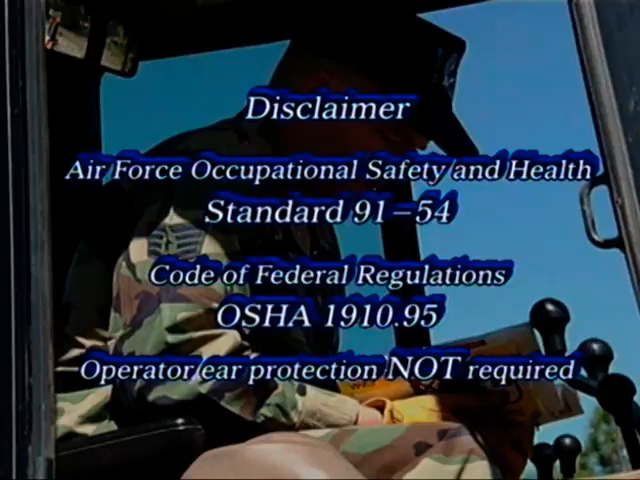 Disclaimer
Air Force Occupational Safety and Health
Standard 91-54
Code of Federal Regulations
OSHA 1910.95
Operator ear protection NOT required